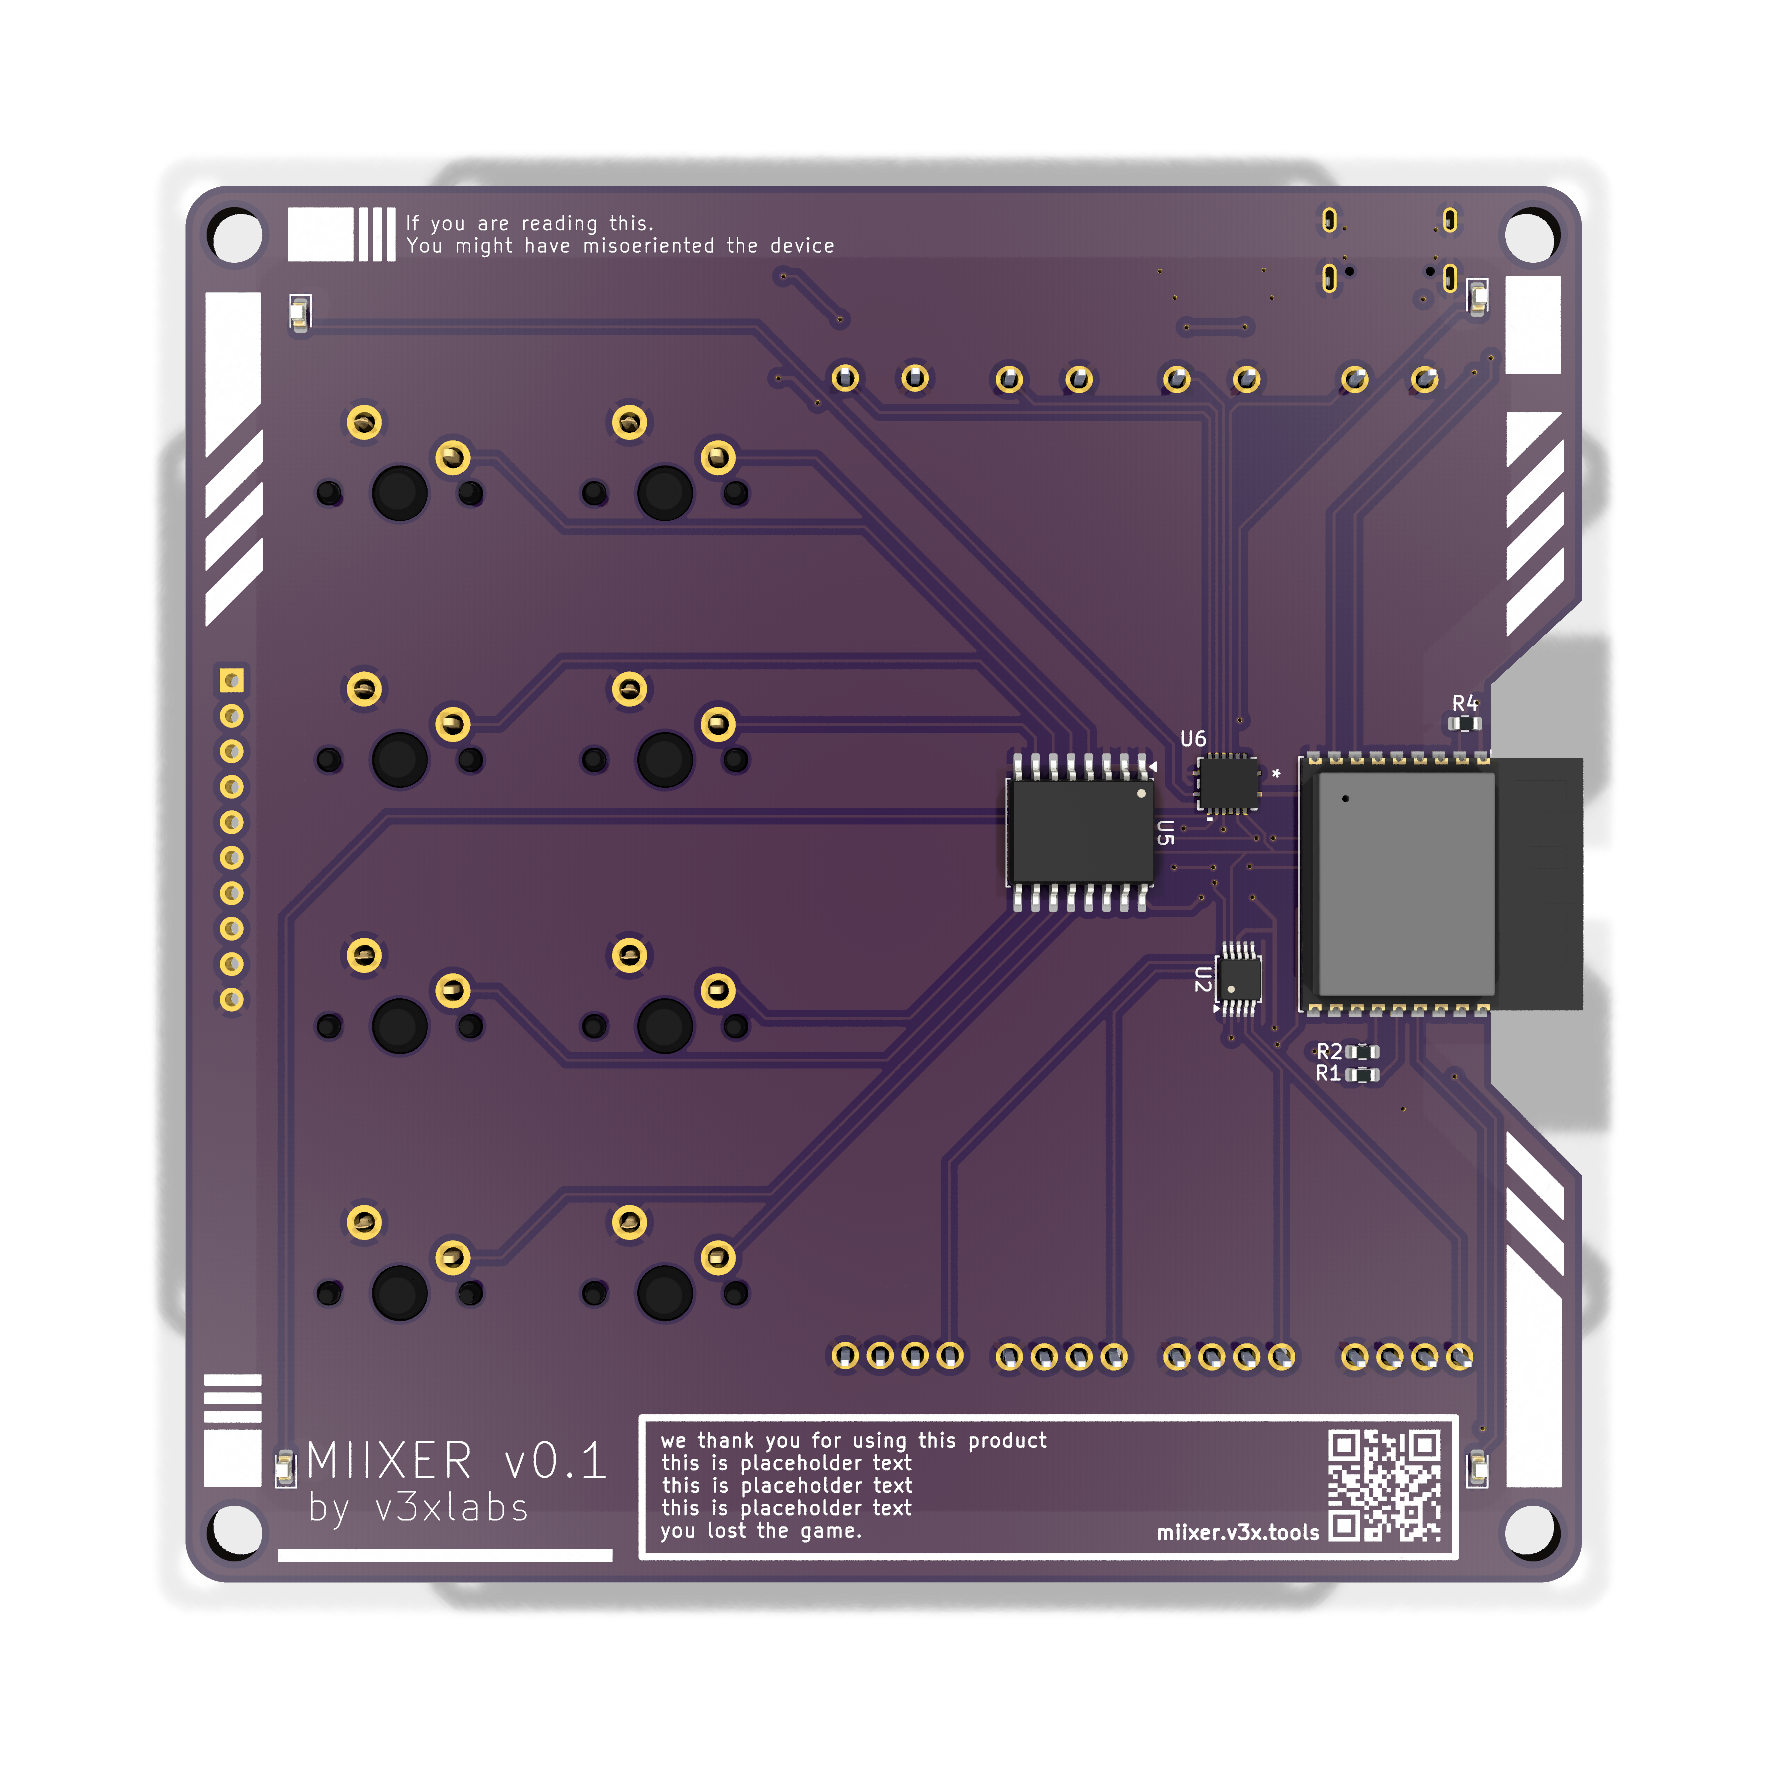 If you are reading this.
You might have misoeriented the device
R4
U6
*
U5
U2
R2
R1
MIIXER v0.1
by v3xlabs
we thank you for using this product
this is placeholder text
this is placeholder text
this is placeholder text
you lost the game.
miixer.v3x.tools